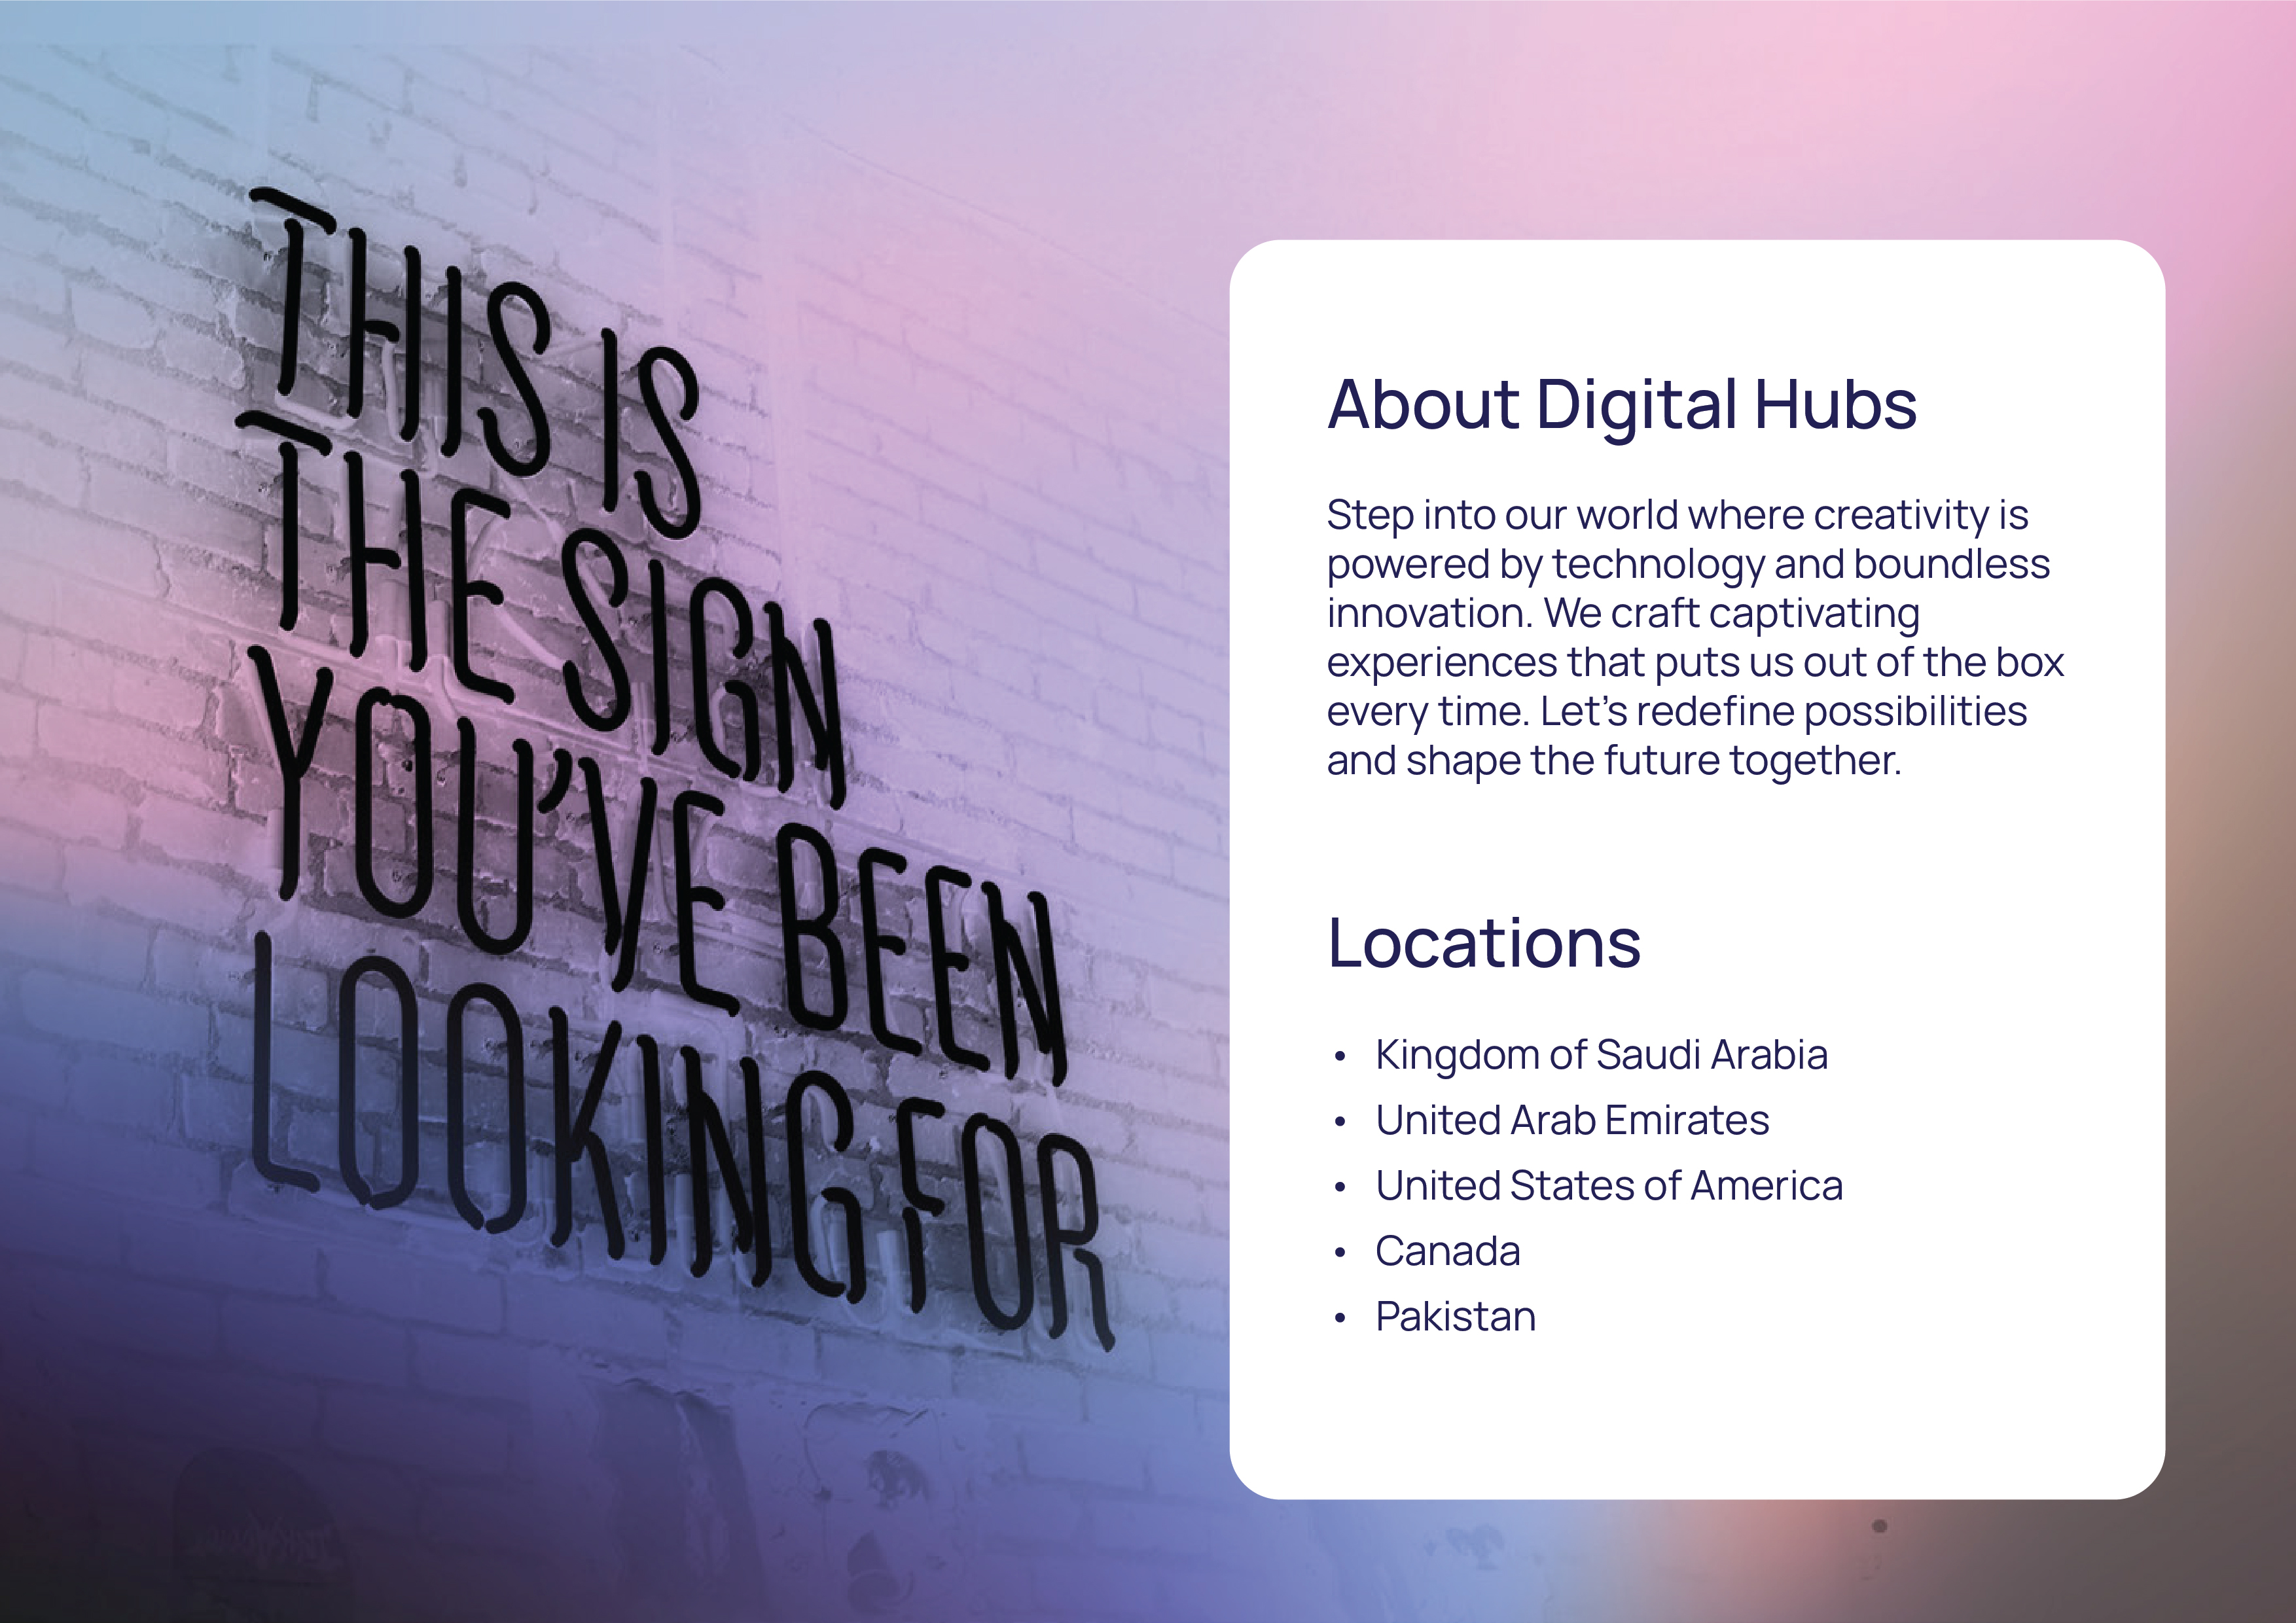 THIS IS
THE SIGN
YOU'VE BEEN
LOOKING FOR
About Digital Hubs
Step into our world where creativity is
powered by technology and boundless
innovation. We craft captivating
experiences that puts us out of the box
every time. Let’s redefine possibilities
and shape the future together.
Locations
• Kingdom of Saudi Arabia
• United Arab Emirates
• United States of America
• Canada
• Pakistan